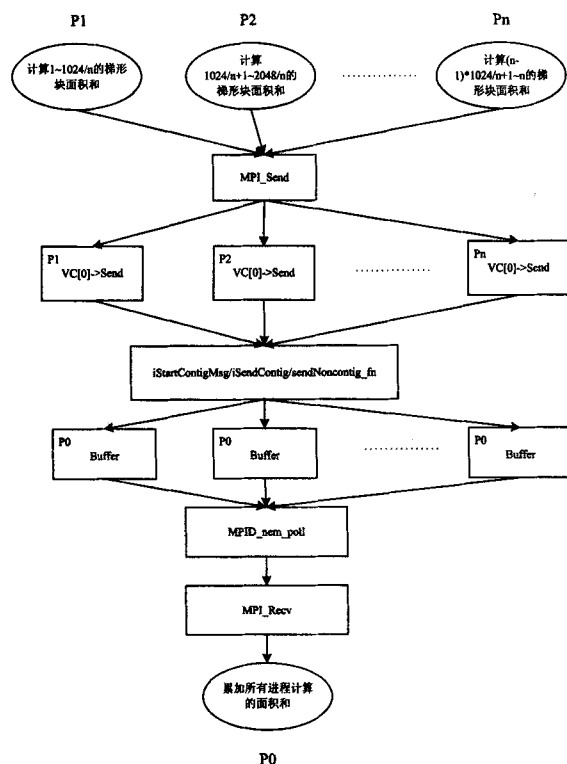 P1 P2 Pn
计算1~1024/n的梯形
块面积和
计算
1024/n+1~2048/n的
梯形块面积和
计算(n-
1)*1024/n+1~n的梯
形块面积和
MPI_Send
P1
VC[0]->Send
P2
VC[0]->Send
Pn
VC[0]->Send
iStartContigMsg/iSendContig/sendNoncontig_fn
P0
Buffer
P0
Buffer
P0
Buffer
MPID_nem_poll
MPI_Recv
累加所有进程计算
的面积和
P0